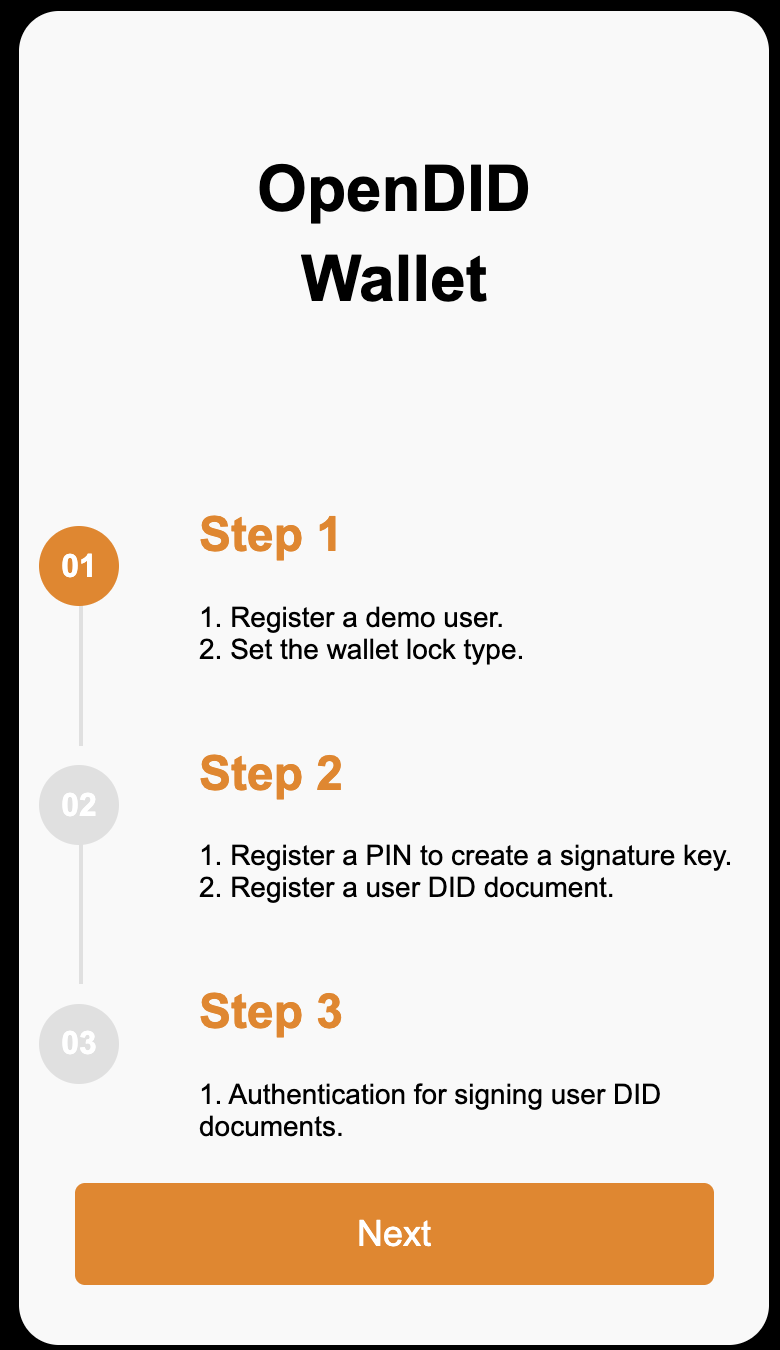 OpenDID
Wallet
01
Step 1
1. Register a demo user.
2. Set the wallet lock type.
02
Step 2
1. Register a PIN to create a signature key.
2. Register a user DID document.
03
Step 3
1. Authentication for signing user DID
documents.
Next